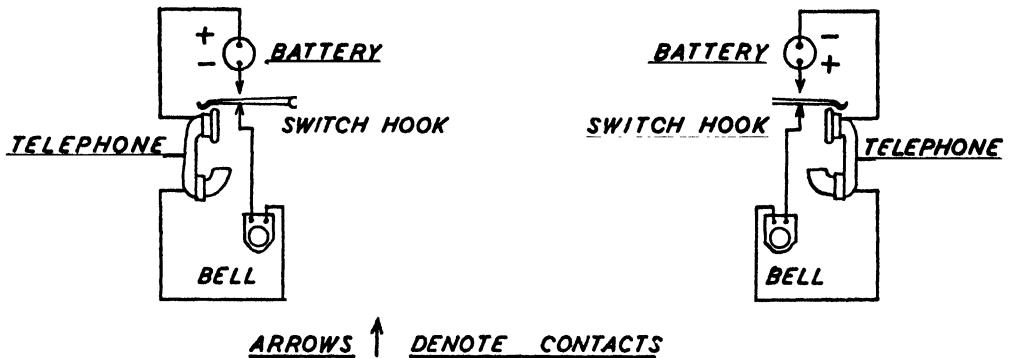 + BATTERY
-
BATTERY -
+
SWITCH HOOK
SWITCH HOOK
TELEPHONE
TELEPHONE
BELL
BELL
ARROWS ↑ DENOTE CONTACTS